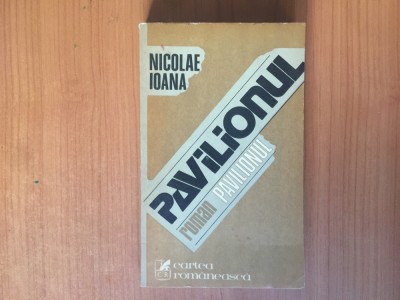 NICOLAE
IOANA
PAVILIONUL
roman PAVILIONUL
cartea
românească